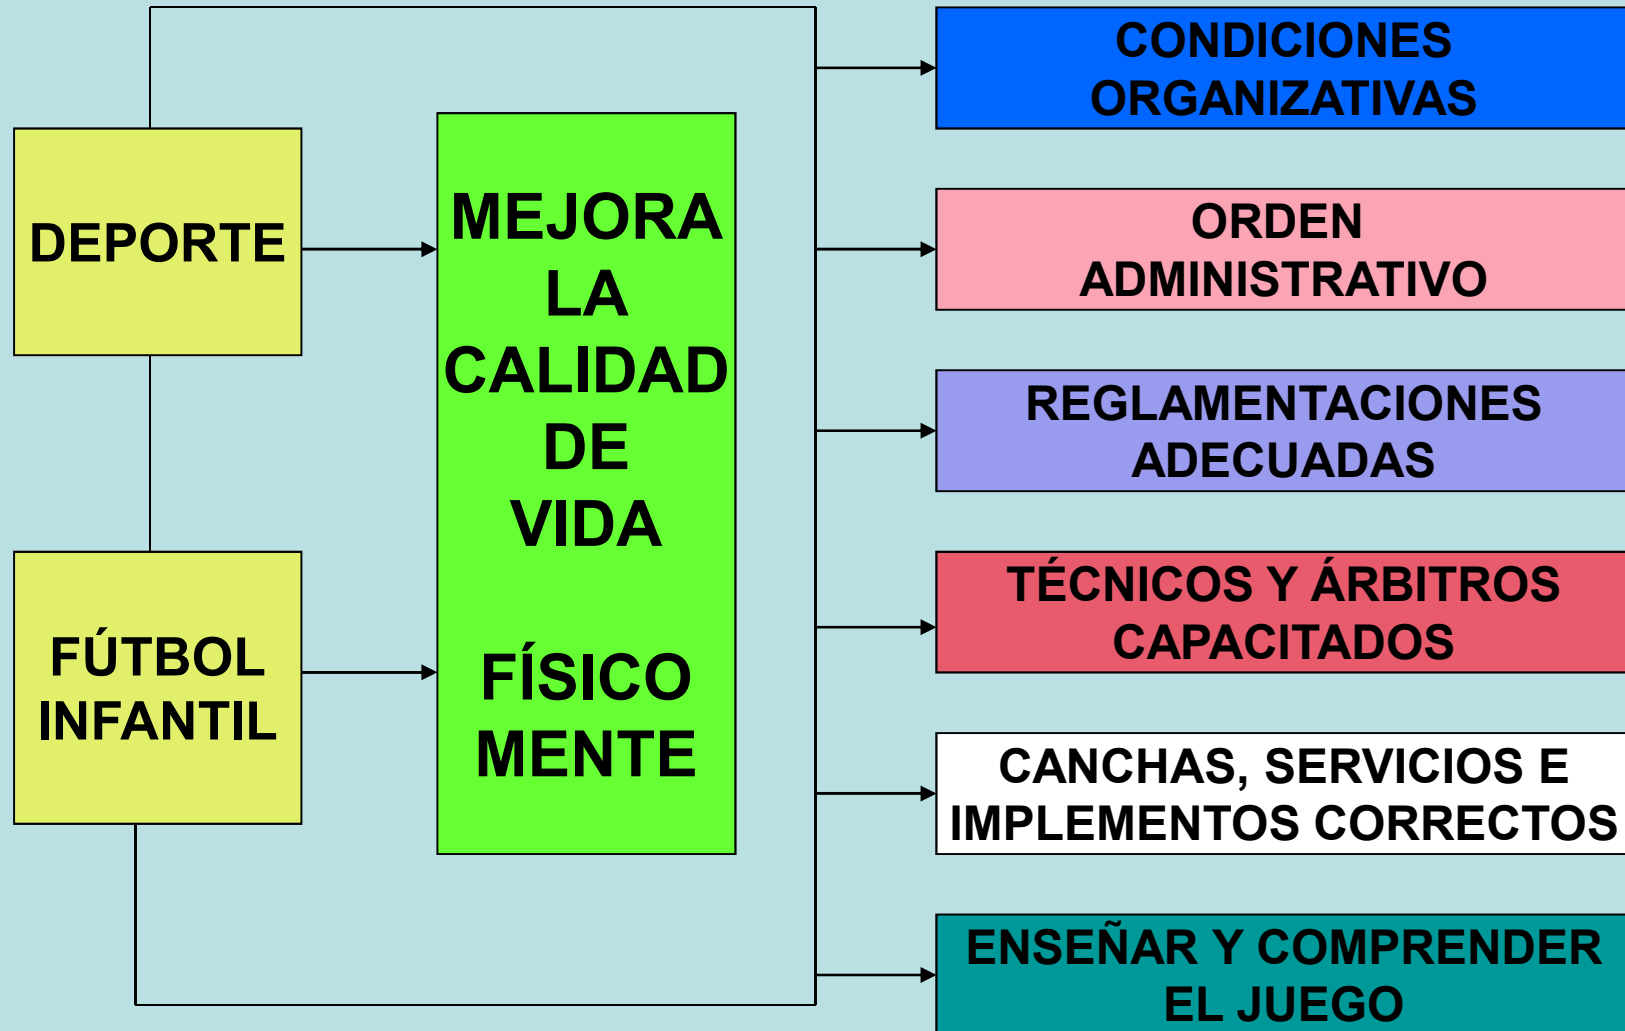 DEPORTE
FÚTBOL
INFANTIL
MEJORA
LA
CALIDAD
DE
VIDA
FÍSICO
MENTE
CONDICIONES
ORGANIZATIVAS
ORDEN
ADMINISTRATIVO
REGLAMENTACIONES
ADECUADAS
TÉCNICOS Y ÁRBITROS
CAPACITADOS
CANCHAS, SERVICIOS E
IMPLEMENTOS CORRECTOS
ENSEÑAR Y COMPRENDER
EL JUEGO